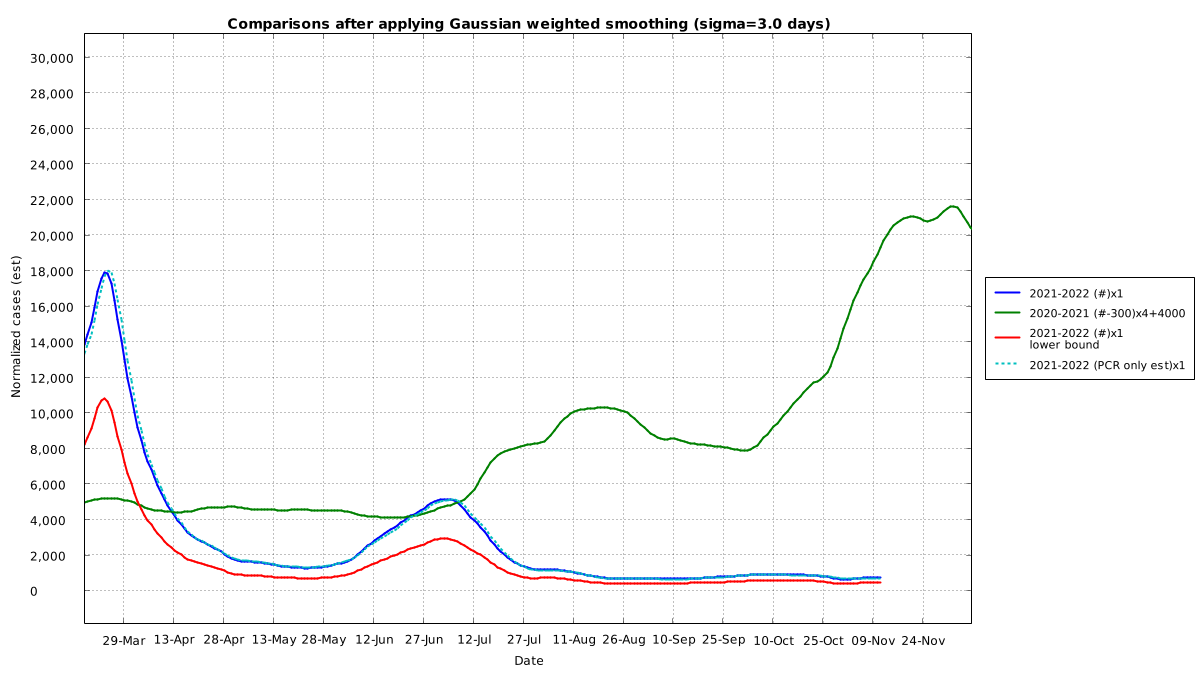 Comparisons after applying Gaussian weighted smoothing (sigma=3.0 days)
Normalized cases (est)
30,000
28,000
26,000
24,000
22,000
20,000
18,000
16,000
14,000
12,000
10,000
8,000
6,000
4,000
2,000
0
29-Mar 13-Apr 28-Apr 13-May 28-May 12-Jun 27-Jun 12-Jul 27-Jul 11-Aug 26-Aug 10-Sep 25-Sep 10-Oct 25-Oct 09-Nov 24-Nov
Date
2021-2022 (#)x1
2020-2021 (#-300)x4+4000
2021-2022 (#)x1
lower bound
2021-2022 (PCR only est)x1